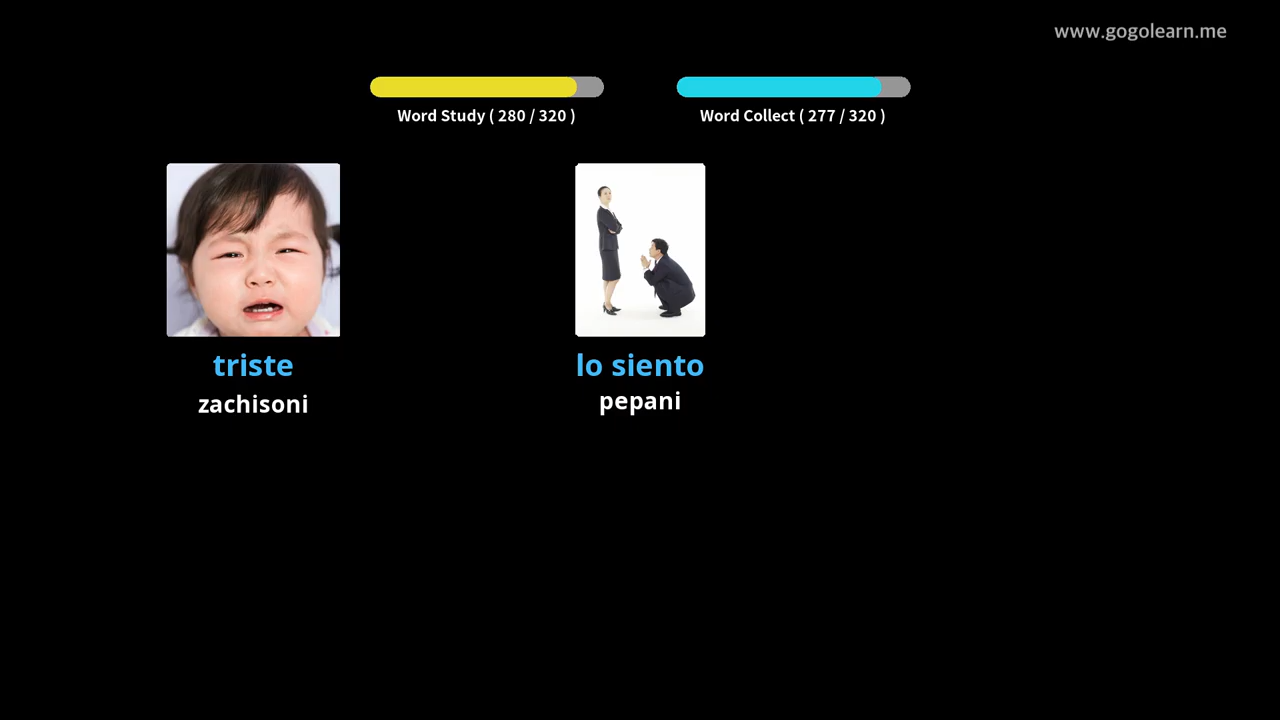 www.gogolearn.me
Word Study ( 280 / 320 )
Word Collect ( 277 / 320 )
triste
zachisoni
lo siento
pepani